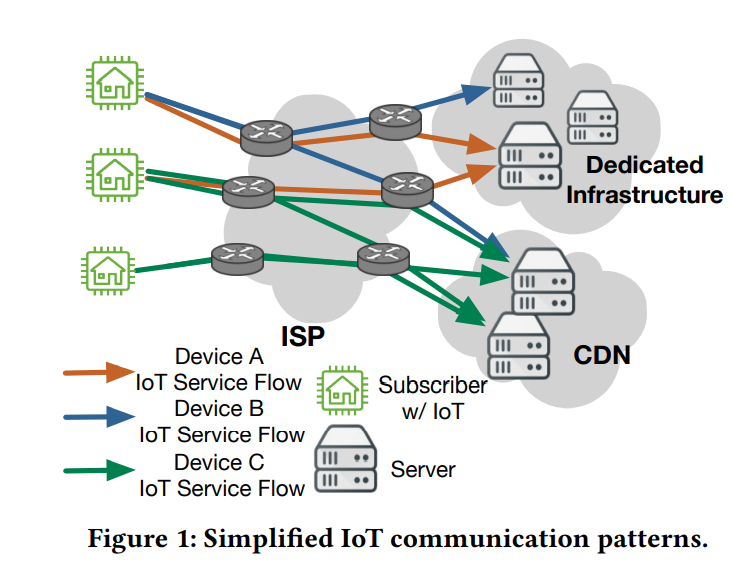 Dedicated
Infrastructure
ISP
CDN
Device A
IoT Service Flow
Device B
IoT Service Flow
Device C
IoT Service Flow
Subscriber
w/ IoT
Server
Figure 1: Simplified IoT communication patterns.